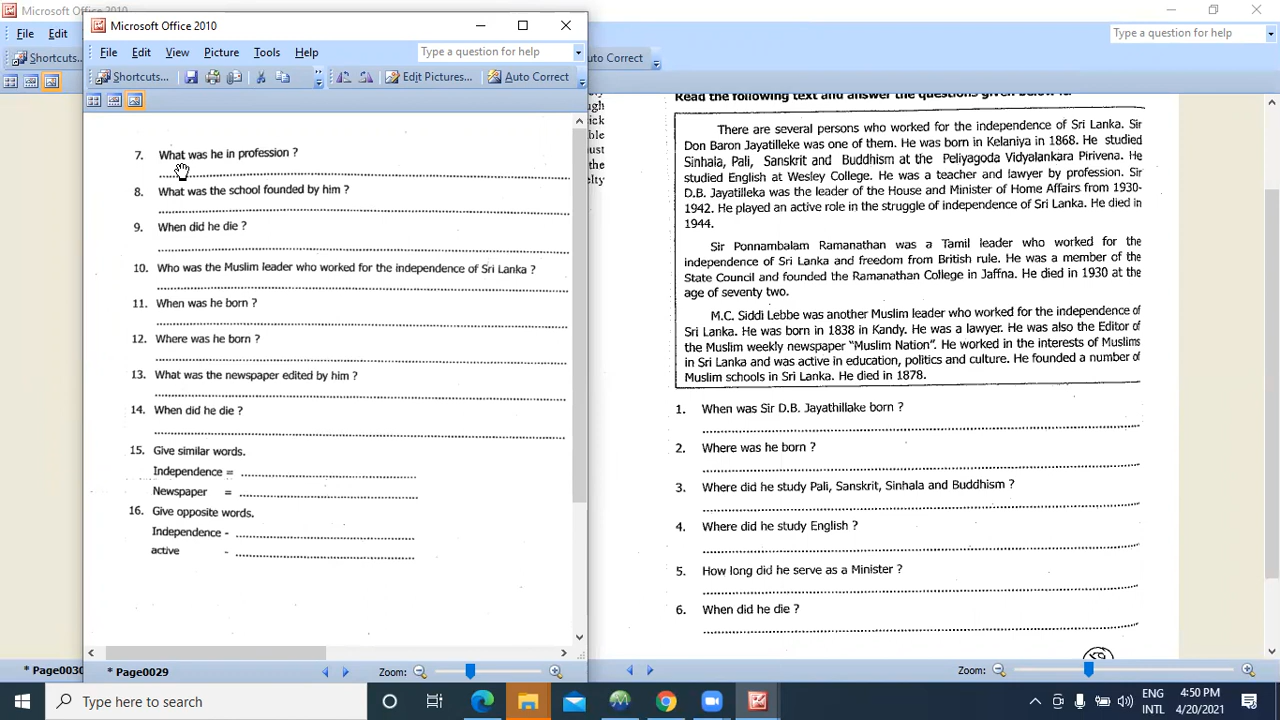 Microsoft Office 2010
File Edit View Picture Tools Help
Type a question for help
Shortcuts...
Edit Pictures...
Auto Correct
7. What was he in profession ?
8. What was the school founded by him ?
9. When did he die ?
10. Who was the Muslim leader who worked for the independence of Sri Lanka ?
11. When was he born ?
12. Where was he born ?
13. What was the newspaper edited by him ?
14. When did he die ?
15. Give similar words.
Independence =
Newspaper =
16. Give opposite words.
Independence -
active -
* Page0029
Zoom:
File Edit
Shortcuts...
Auto Correct
Type a question for help
There are several persons who worked for the independence of Sri Lanka. Sir
Don Baron Jayatilleke was one of them. He was born in Kelaniya in 1868. He studied
Sinhala, Pali, Sanskrit and Buddhism at the Peliyagoda Vidyalankara Pirivena. He
studied English at Wesley College. He was a teacher and lawyer by profession. Sir
D.B. Jayatilleka was the leader of the House and Minister of Home Affairs from 1930-
1942. He played an active role in the struggle of independence of Sri Lanka. He died in
1944.
Sir Ponnambalam Ramanathan was a Tamil leader who worked for the
independence of Sri Lanka and freedom from British rule. He was a member of the
State Council and founded the Ramanathan College in Jaffna. He died in 1930 at the
age of seventy two.
M.C. Siddi Lebbe was another Muslim leader who worked for the independence of
Sri Lanka. He was born in 1838 in Kandy. He was a lawyer. He was also the Editor of
the Muslim weekly newspaper “Muslim Nation”. He worked in the interests of Muslims
in Sri Lanka and was active in education, politics and culture. He founded a number of
Muslim schools in Sri Lanka. He died in 1878.
1. When was Sir D.B. Jayathillake born ?
2. Where was he born ?
3. Where did he study Pali, Sanskrit, Sinhala and Buddhism ?
4. Where did he study English ?
5. How long did he serve as a Minister ?
6. When did he die ?
* Page0030
Zoom:
Type here to search
ENG
INTL
4:50 PM
4/20/2021